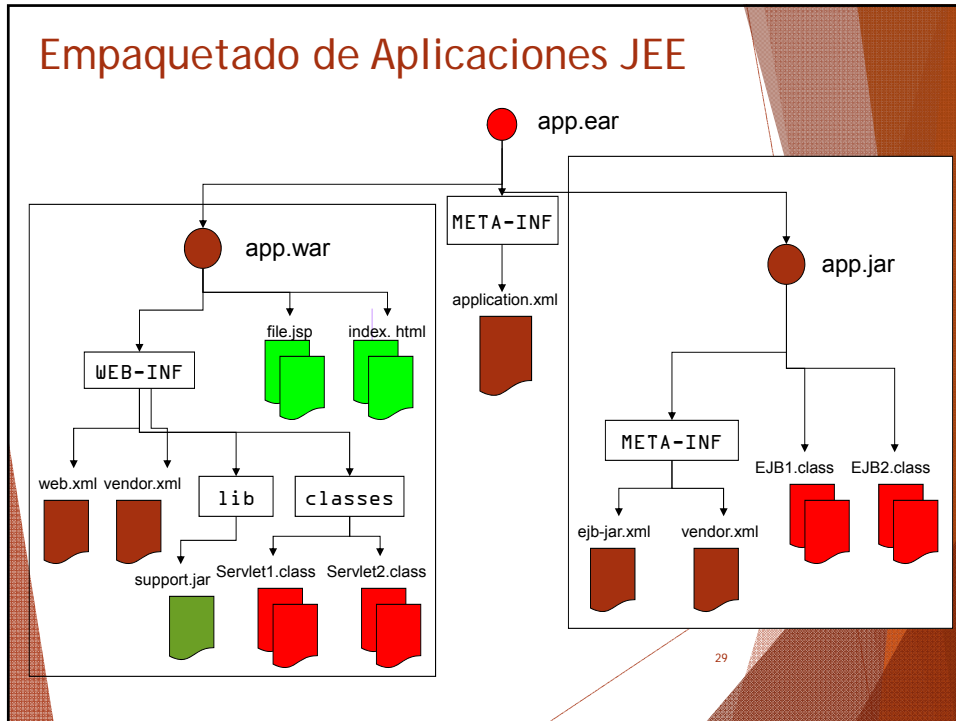 Empaquetado de Aplicaciones JEE
app.ear
META-INF
application.xml
app.war
file.jsp
index. html
WEB-INF
web.xml
vendor.xml
lib
classes
support.jar
Servlet1.class
Servlet2.class
app.jar
META-INF
EJB1.class
EJB2.class
ejb-jar.xml
vendor.xml
29